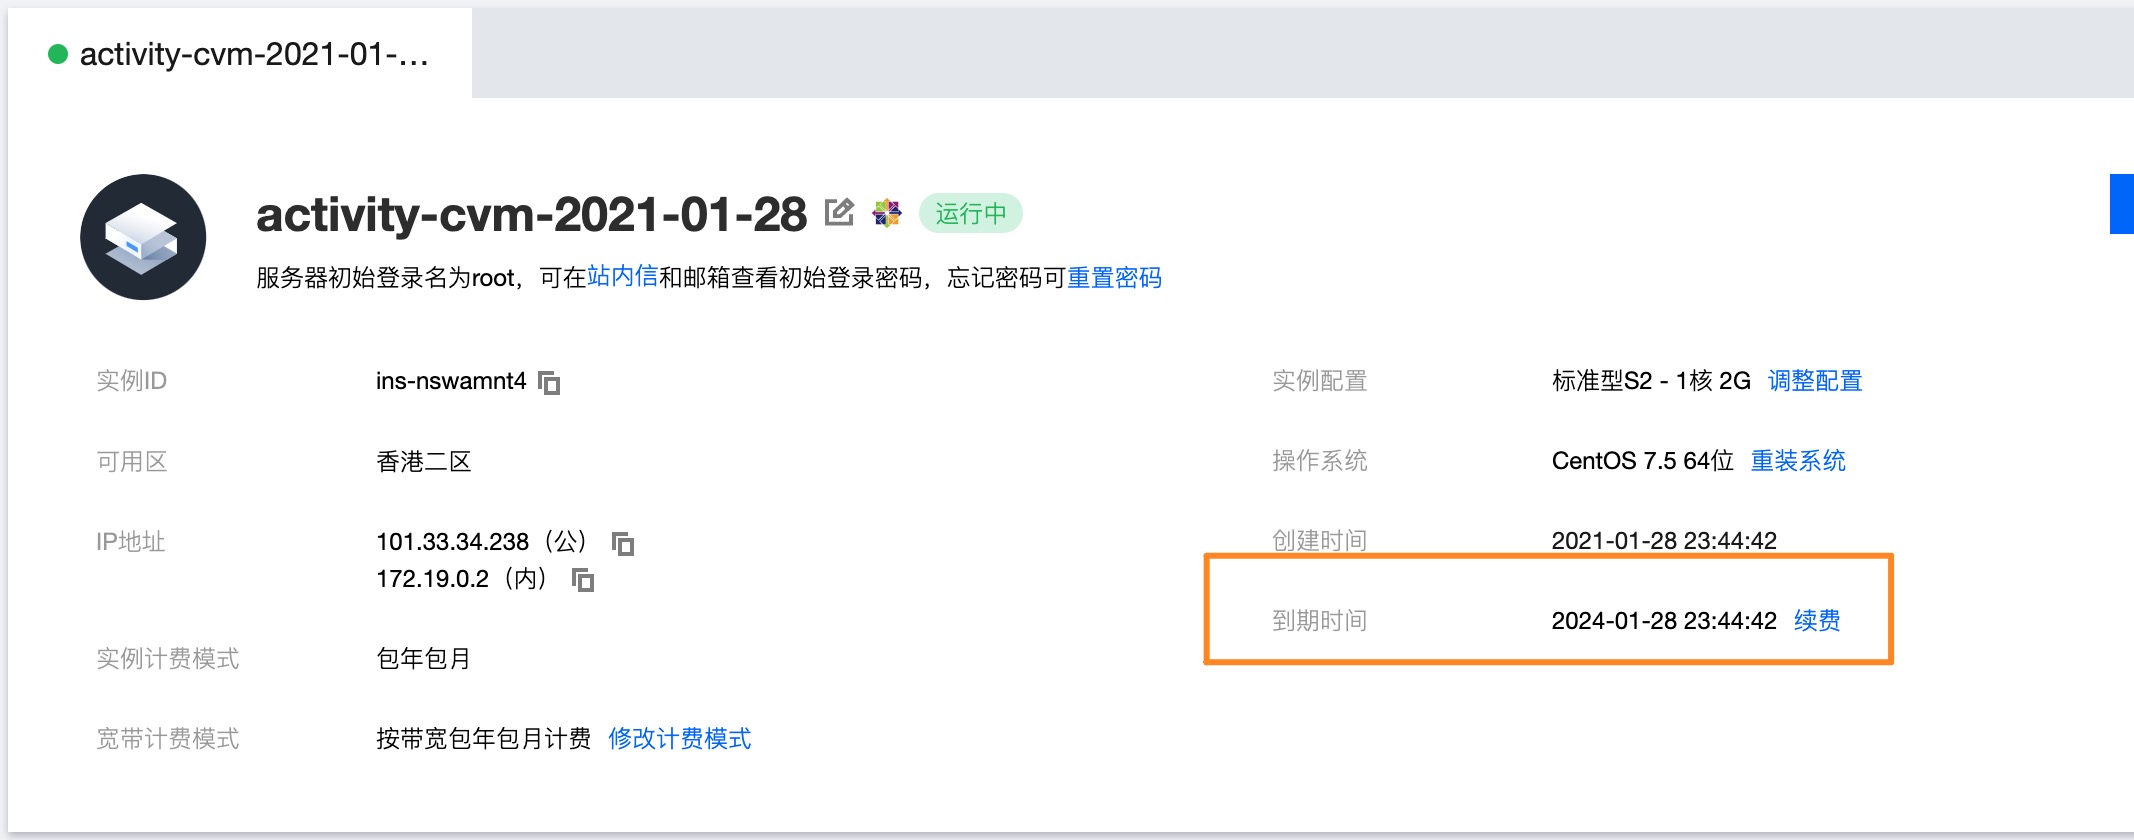 activity-cvm-2021-01-...
activity-cvm-2021-01-28 运行中
服务器初始登录名为root，可在站内信和邮箱查看初始登录密码，忘记密码可重置密码
实例ID ins-nswamnt4
实例配置 标准型S2 - 1核 2G 调整配置
可用区 香港二区
操作系统 CentOS 7.5 64位 重装系统
IP地址 101.33.34.238（公）
172.19.0.2（内）
创建时间 2021-01-28 23:44:42
到期时间 2024-01-28 23:44:42 续费
实例计费模式 包年包月
宽带计费模式 按带宽包年包月计费 修改计费模式